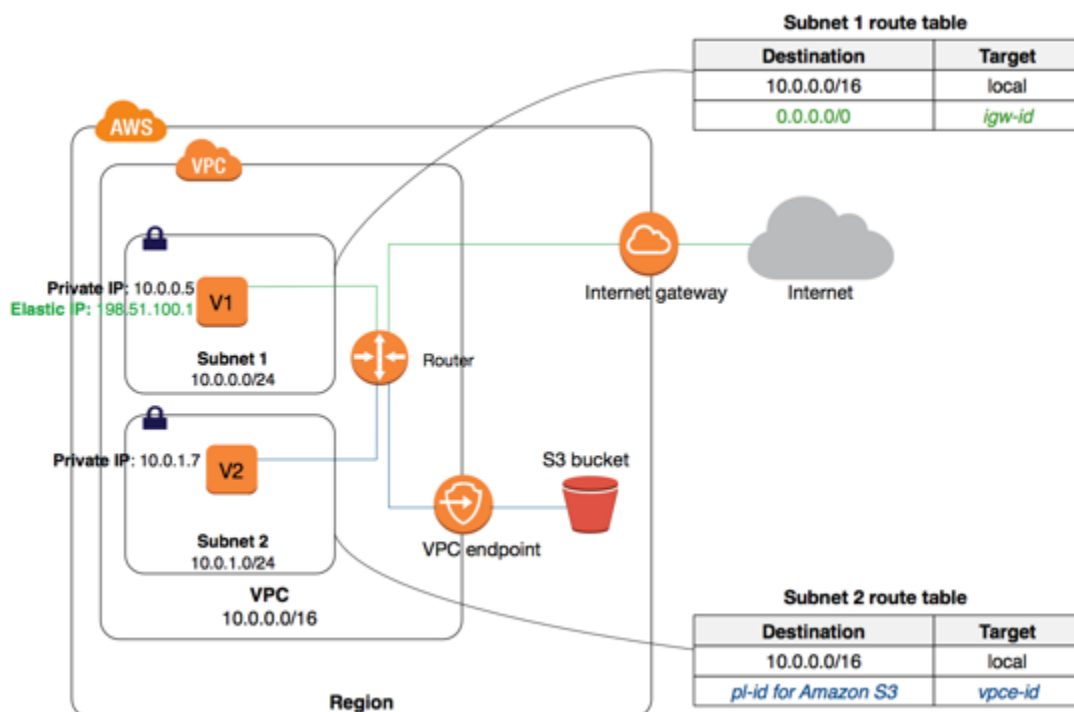 Subnet 1 route table
Destination Target
10.0.0.0/16 local
0.0.0.0/0 igw-id
AWS
VPC
Private IP: 10.0.0.5
Elastic IP: 198.51.100.1
V1
Subnet 1
10.0.0.0/24
Router
Internet gateway
Internet
Private IP: 10.0.1.7
V2
Subnet 2
10.0.1.0/24
S3 bucket
VPC endpoint
VPC
10.0.0.0/16
Region
Subnet 2 route table
Destination Target
10.0.0.0/16 local
pl-id for Amazon S3 vpce-id